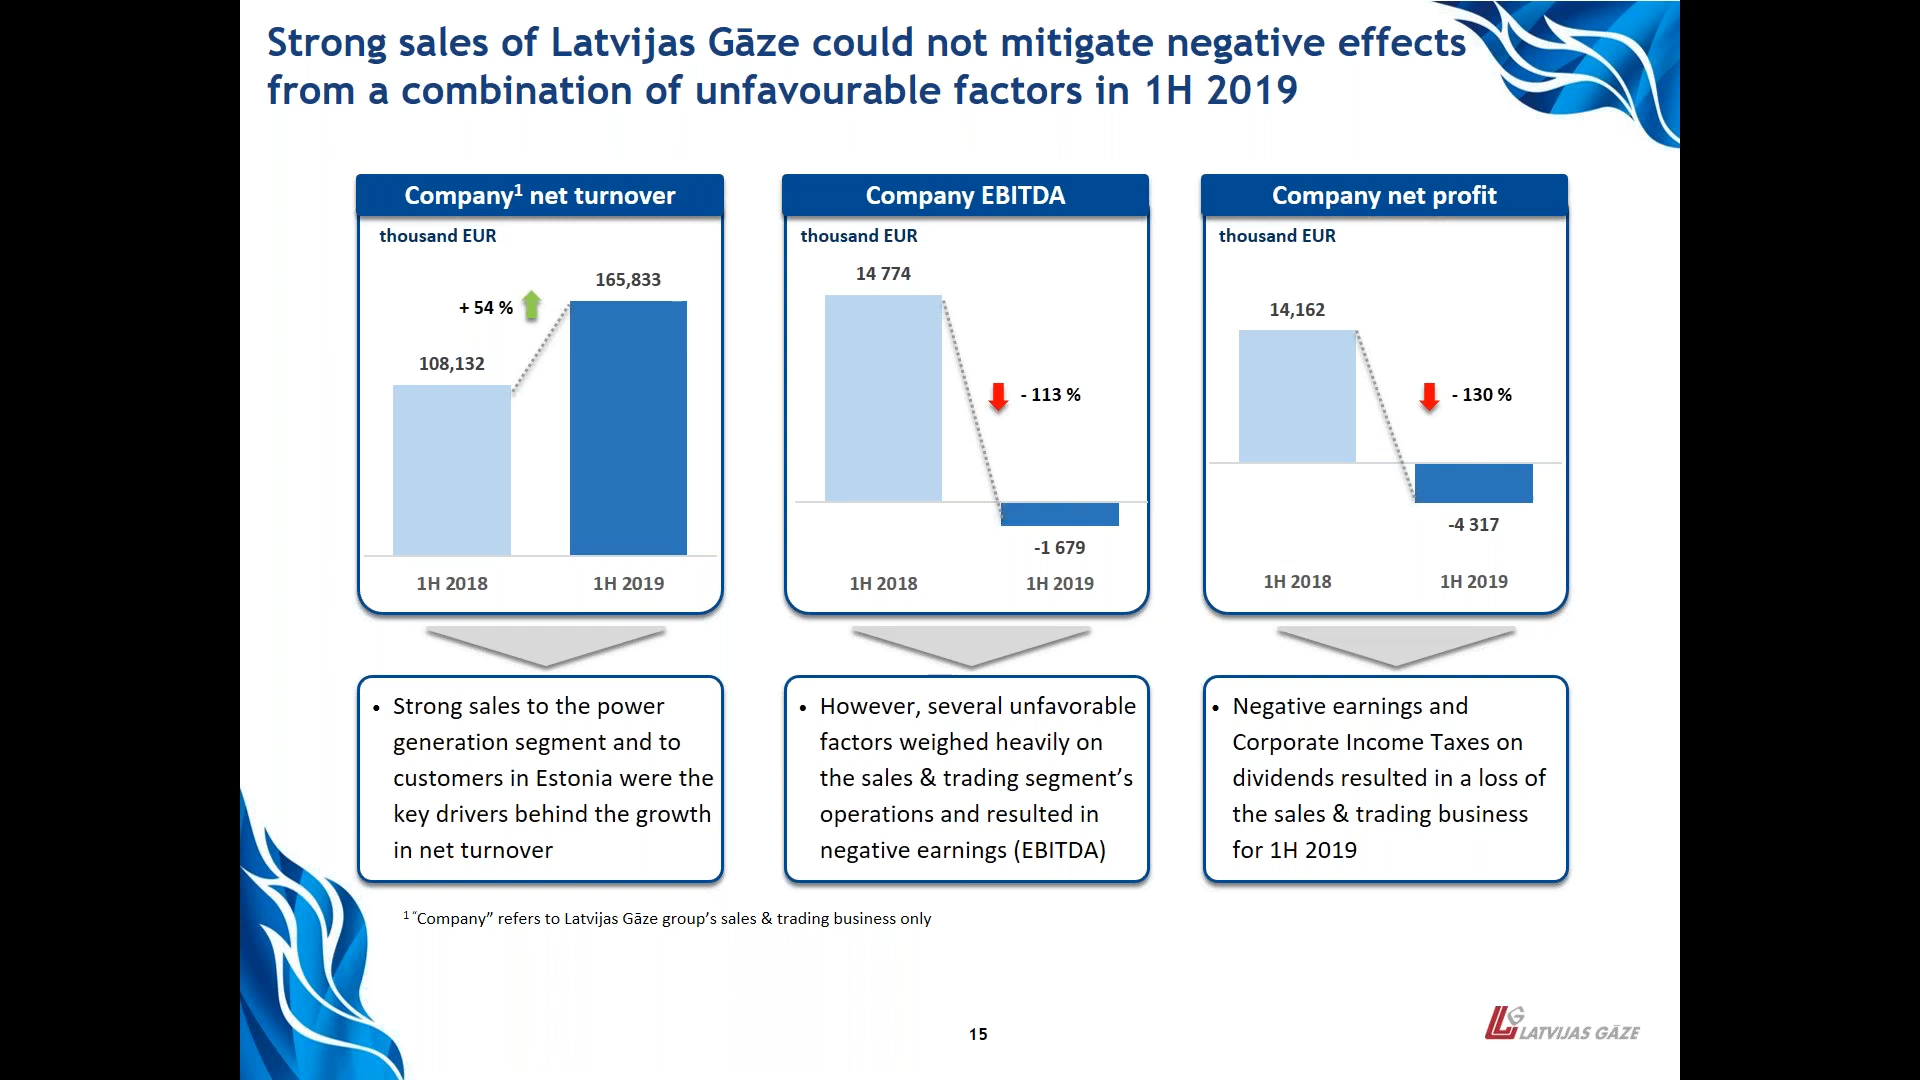 Strong sales of Latvijas Gāze could not mitigate negative effects
from a combination of unfavourable factors in 1H 2019
Company¹ net turnover
thousand EUR
165,833
+ 54 %
108,132
1H 2018
1H 2019
Company EBITDA
thousand EUR
14 774
- 113 %
-1 679
1H 2018
1H 2019
Company net profit
thousand EUR
14,162
- 130 %
-4 317
1H 2018
1H 2019
• Strong sales to the power
generation segment and to
customers in Estonia were the
key drivers behind the growth
in net turnover
• However, several unfavorable
factors weighed heavily on
the sales & trading segment’s
operations and resulted in
negative earnings (EBITDA)
• Negative earnings and
Corporate Income Taxes on
dividends resulted in a loss of
the sales & trading business
for 1H 2019
¹ “Company” refers to Latvijas Gāze group’s sales & trading business only
15
LG LATVIJAS GĀZE